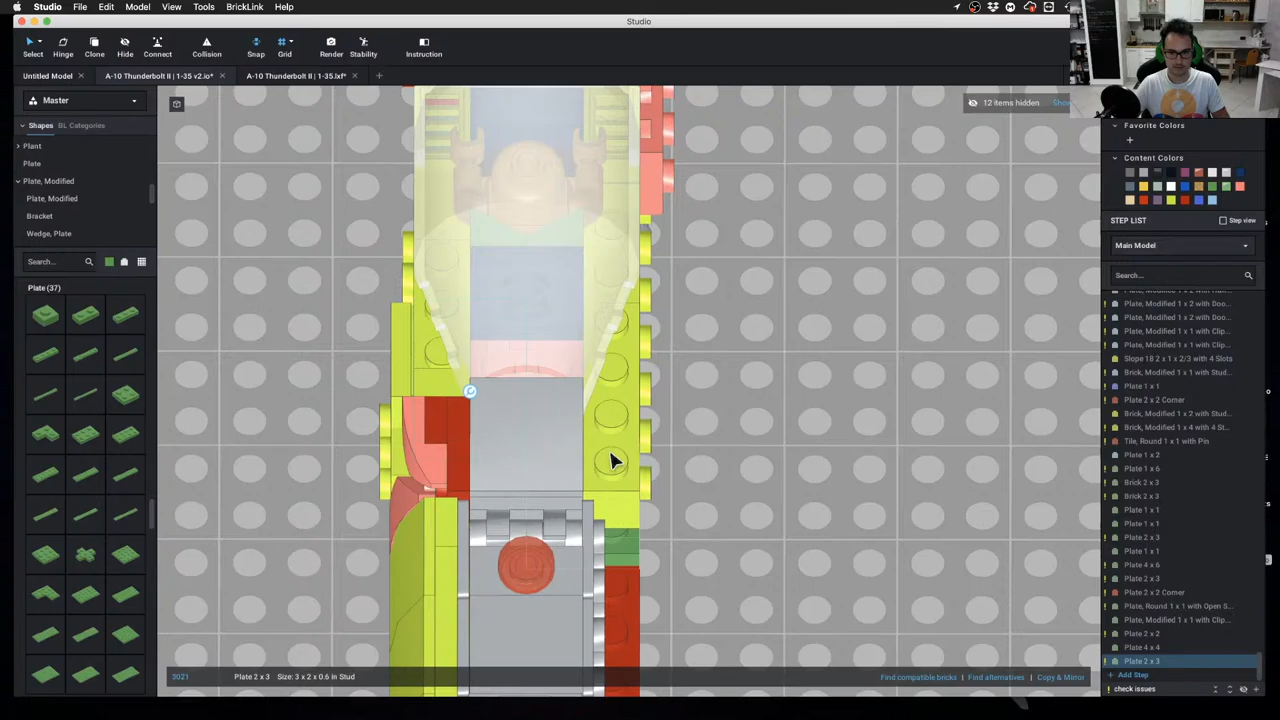 Studio File Edit Model View Tools BrickLink Help
Studio
Select Hinge Clone Hide Connect Collision Snap Grid Render Stability Instruction
Untitled Model A-10 Thunderbolt II | 1-35 v2.io* A-10 Thunderbolt II | 1-35.lxf*
Master
12 items hidden
Shapes BL Categories
Plant
Plate
Plate, Modified
Plate, Modified
Bracket
Wedge, Plate
Search...
Plate (37)
Favorite Colors
Content Colors
STEP LIST Step view
Main Model
Search...
Plate, Modified 1 x 2 with Doo...
Plate, Modified 1 x 2 with Doo...
Plate, Modified 1 x 1 with Clip...
Plate, Modified 1 x 1 with Clip...
Slope 18 2 x 1 x 2/3 with 4 Slots
Brick, Modified 1 x 1 with Stud...
Plate 1 x 1
Plate 2 x 2 Corner
Brick, Modified 1 x 2 with Stud...
Brick, Modified 1 x 4 with 4 St...
Tile, Round 1 x 1 with Pin
Plate 1 x 2
Plate 1 x 6
Brick 2 x 3
Brick 2 x 3
Plate 1 x 1
Plate 1 x 1
Plate 2 x 3
Plate 1 x 1
Plate 4 x 6
Plate 2 x 3
Plate 2 x 2 Corner
Plate, Round 1 x 1 with Open S...
Plate, Modified 1 x 1 with Clip...
Plate 2 x 2
Plate 4 x 4
Plate 2 x 3
Add Step
check issues
3021 Plate 2 x 3 Size: 3 x 2 x 0.6 in Stud Find compatible bricks Find alternatives Copy & Mirror